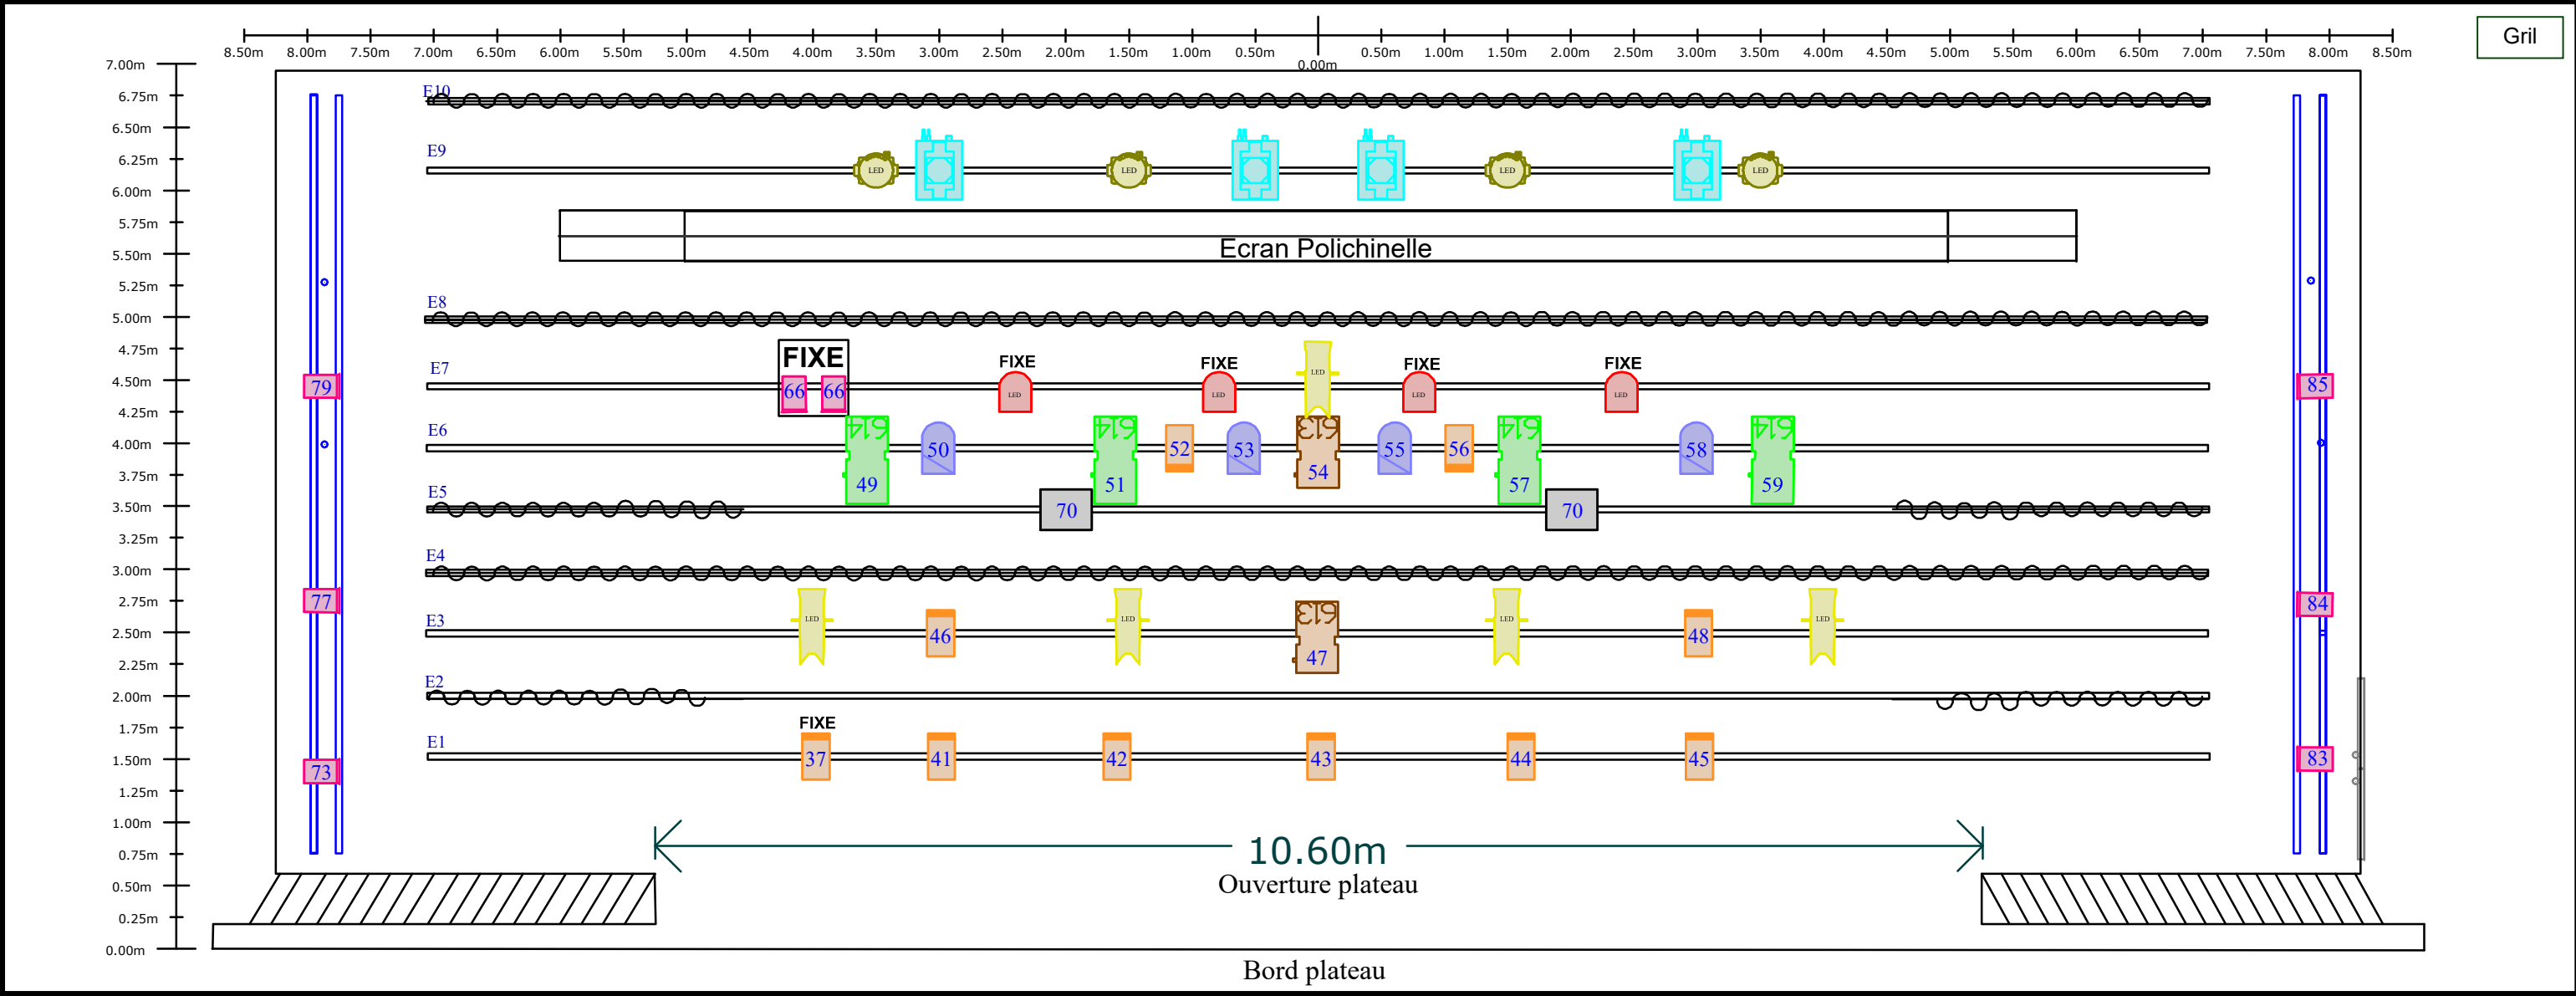 Gril
8.50m 8.00m 7.50m 7.00m 6.50m 6.00m 5.50m 5.00m 4.50m 4.00m 3.50m 3.00m 2.50m 2.00m 1.50m 1.00m 0.50m 0.00m 0.50m 1.00m 1.50m 2.00m 2.50m 3.00m 3.50m 4.00m 4.50m 5.00m 5.50m 6.00m 6.50m 7.00m 7.50m 8.00m 8.50m
7.00m
6.75m
6.50m
6.25m
6.00m
5.75m
5.50m
5.25m
5.00m
4.75m
4.50m
4.25m
4.00m
3.75m
3.50m
3.25m
3.00m
2.75m
2.50m
2.25m
2.00m
1.75m
1.50m
1.25m
1.00m
0.75m
0.50m
0.25m
0.00m
E10
E9
LED LED LED LED
Ecran Polichinelle
E8
E7
FIXE FIXE FIXE FIXE FIXE
79 66 66 LED LED LED LED LED 85
E6
614 614 613 614 614
50 52 53 55 56 58
49 51 54 57 59
E5
70 70
E4
77 84
E3
LED LED LED LED
613
46 47 48
E2
FIXE
E1
73 37 41 42 43 44 45 83
10.60m
Ouverture plateau
Bord plateau